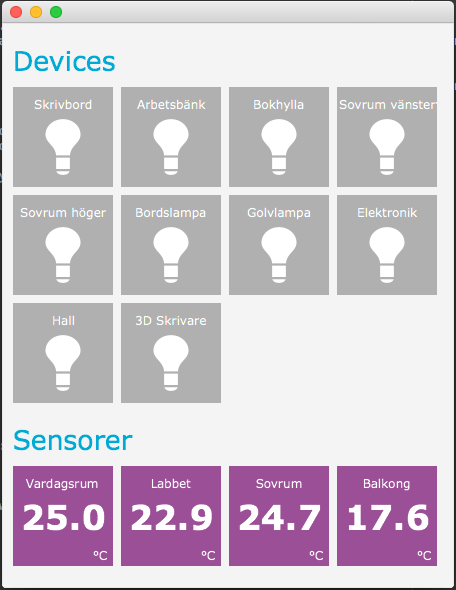 Devices
Skrivbord
Arbetsbänk
Bokhylla
Sovrum vänster
Sovrum höger
Bordslampa
Golvlampa
Elektronik
Hall
3D Skrivare
Sensorer
Vardagsrum
25.0
°C
Labbet
22.9
°C
Sovrum
24.7
°C
Balkong
17.6
°C